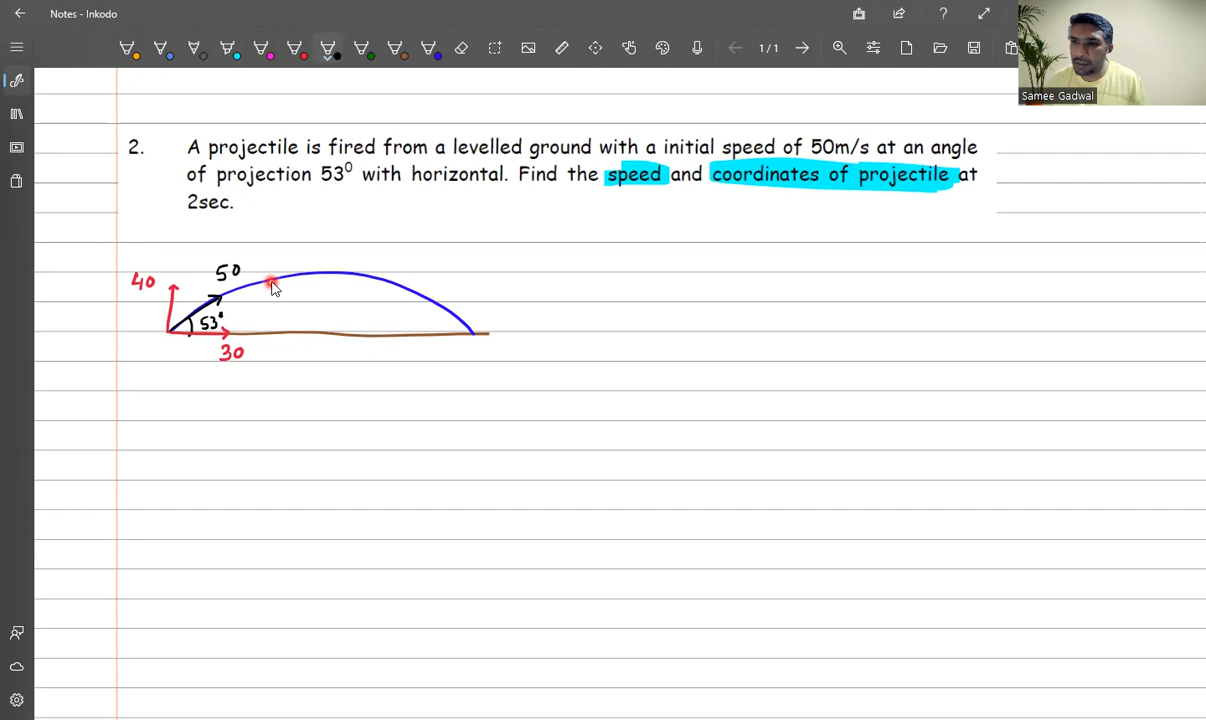 Notes - Inkodo
1/1
Samee Gadwal
2. A projectile is fired from a levelled ground with a initial speed of 50m/s at an angle
of projection 53⁰ with horizontal. Find the speed and coordinates of projectile at
2sec.
50
40
53°
30